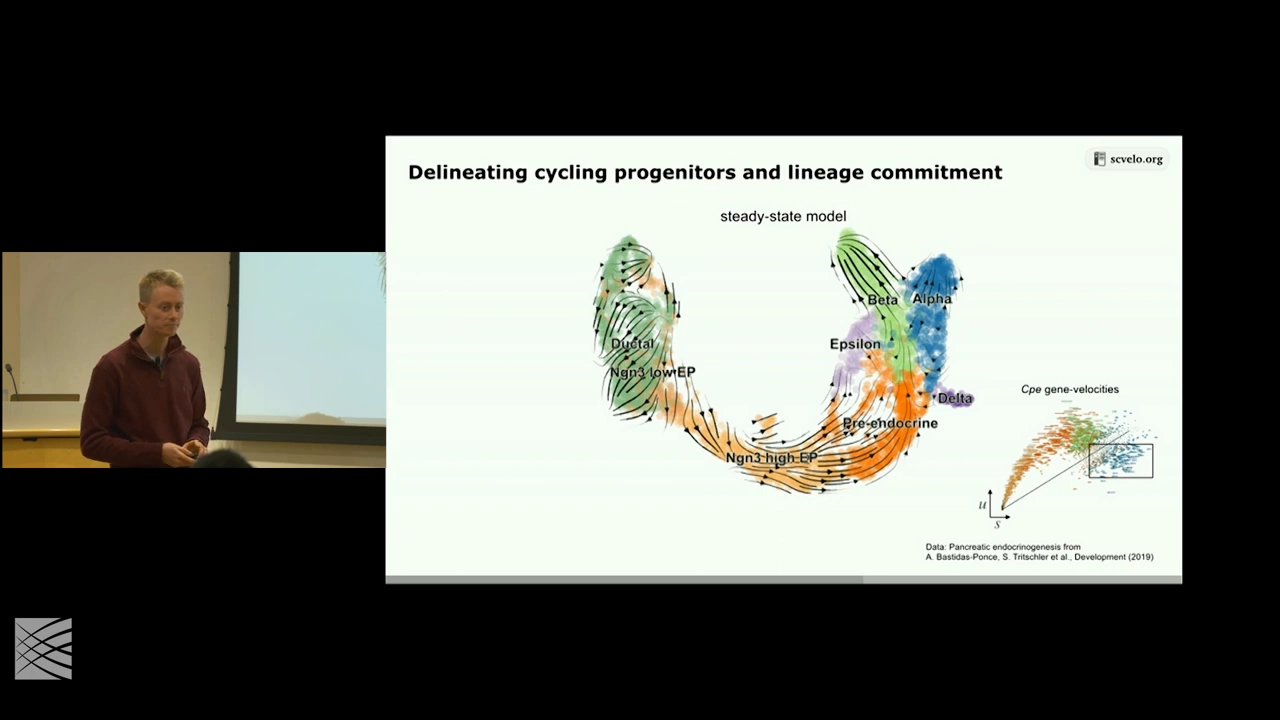 scvelo.org
Delineating cycling progenitors and lineage commitment
steady-state model
Beta
Alpha
Ductal
Epsilon
Ngn3 low EP
Cpe gene-velocities
Delta
Pre-endocrine
Ngn3 high EP
u
s
Data: Pancreatic endocrinogenesis from
A. Bastidas-Ponce, S. Tritschler et al., Development (2019)